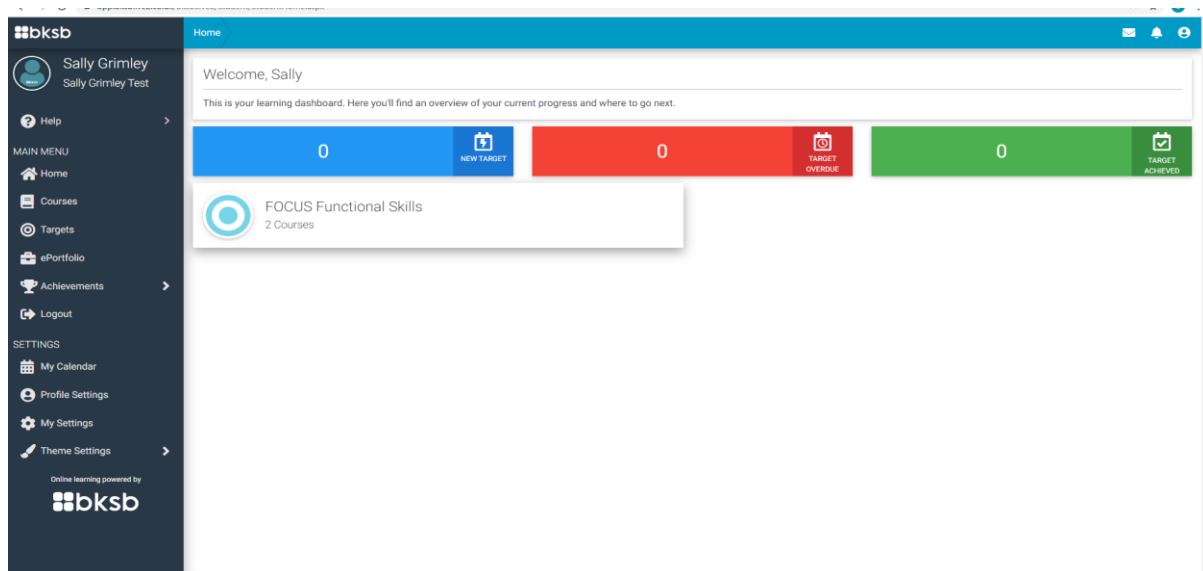 bksb
Home
Sally Grimley
Sally Grimley Test
Help
MAIN MENU
Home
Courses
Targets
ePortfolio
Achievements
Logout
SETTINGS
My Calendar
Profile Settings
My Settings
Theme Settings
Online learning powered by
bksb
Welcome, Sally
This is your learning dashboard. Here you'll find an overview of your current progress and where to go next.
0
NEW TARGET
0
TARGET
OVERDUE
0
TARGET
ACHIEVED
FOCUS Functional Skills
2 Courses